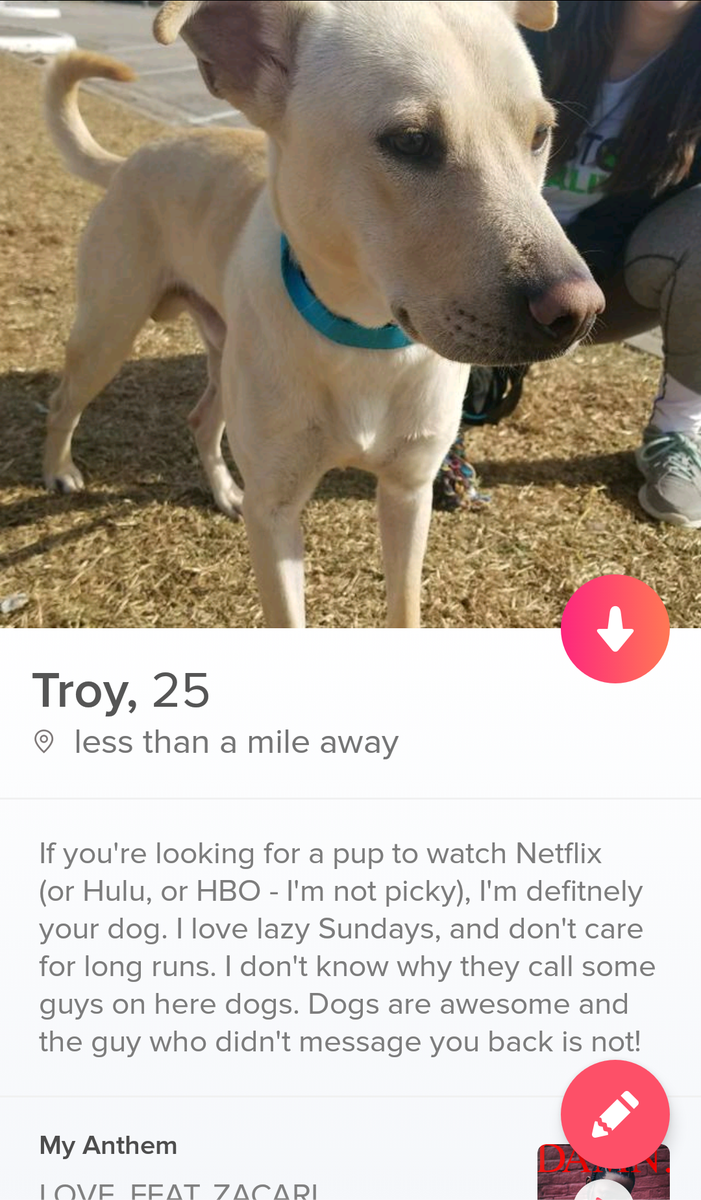 Troy, 25
less than a mile away
If you're looking for a pup to watch Netflix
(or Hulu, or HBO - I'm not picky), I'm defitnely
your dog. I love lazy Sundays, and don't care
for long runs. I don't know why they call some
guys on here dogs. Dogs are awesome and
the guy who didn't message you back is not!
My Anthem
DAMN.
LOVE. FEAT. ZACARI.